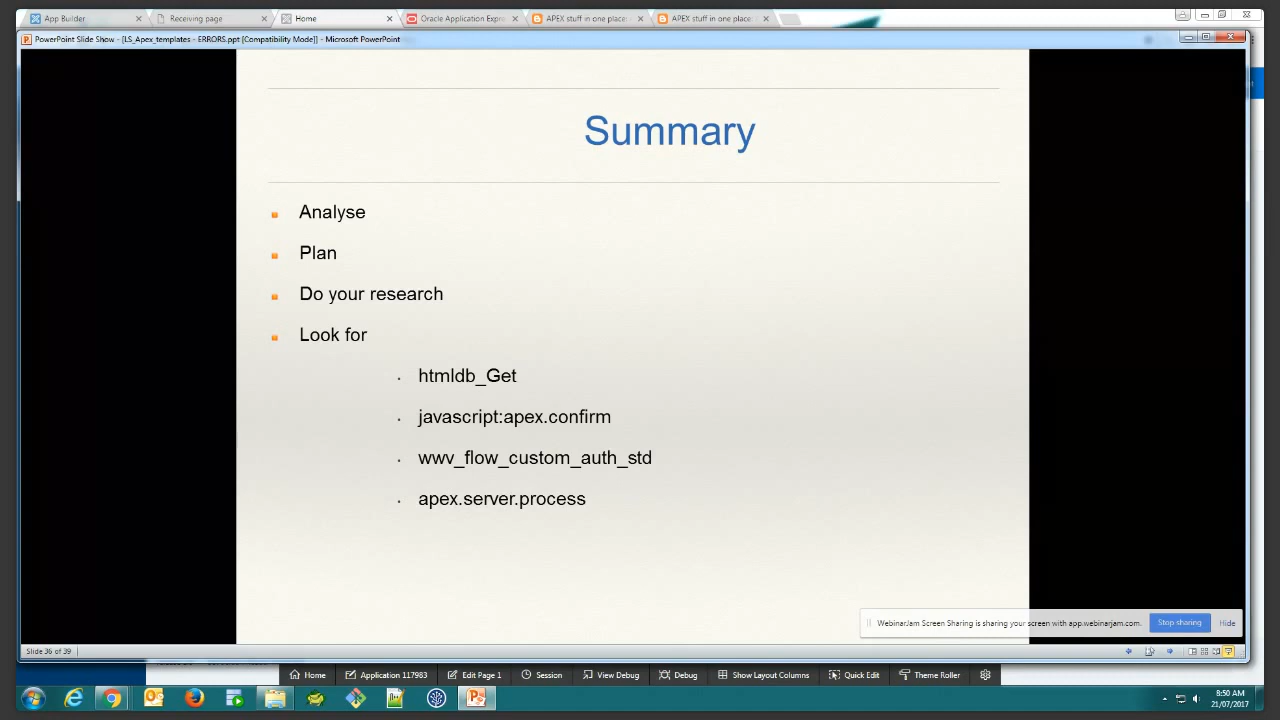 App Builder
Receiving page
Home
Oracle Application Expre
APEX stuff in one place:
APEX stuff in one place:
PowerPoint Slide Show - [LS_Apex_templates - ERRORS.ppt [Compatibility Mode]] - Microsoft PowerPoint
Summary
Analyse
Plan
Do your research
Look for
htmldb_Get
javascript:apex.confirm
wwv_flow_custom_auth_std
apex.server.process
WebinarJam Screen Sharing is sharing your screen with app.webinarjam.com.
Stop sharing
Hide
Slide 36 of 39
Home
Application 117983
Edit Page 1
Session
View Debug
Debug
Show Layout Columns
Quick Edit
Theme Roller
8:50 AM
21/07/2017